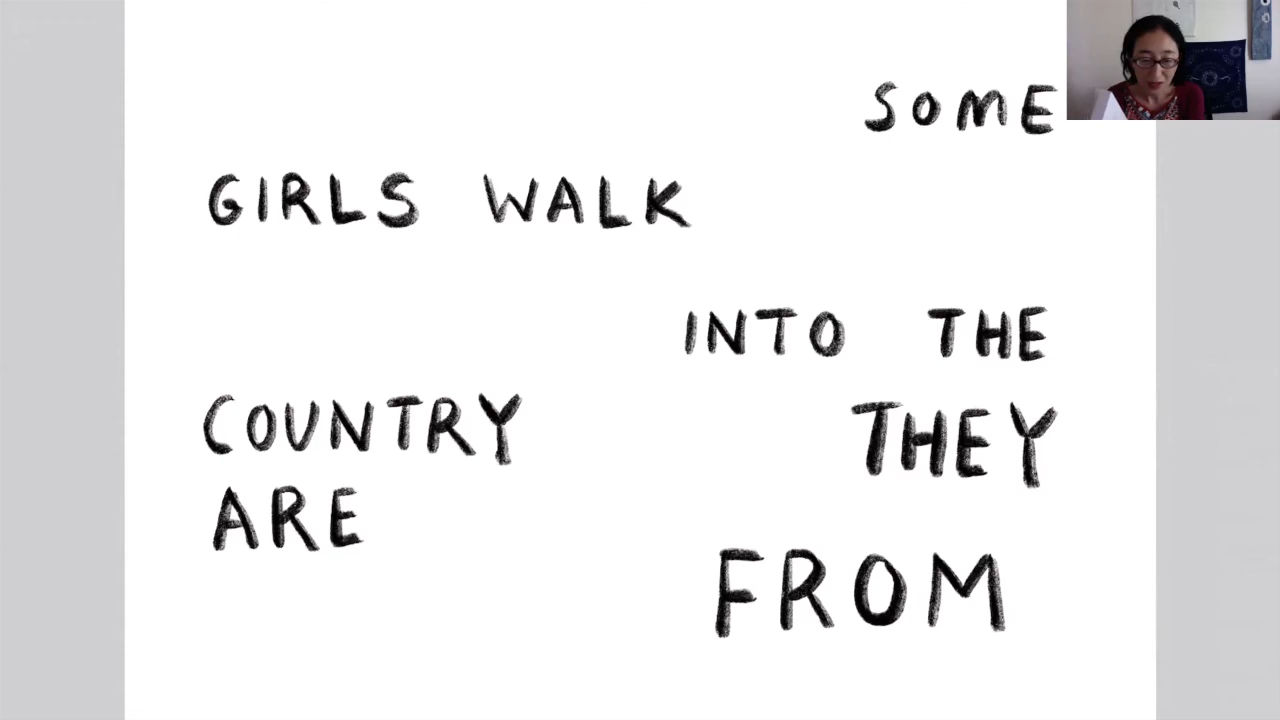 SOME
GIRLS WALK
INTO THE
COUNTRY THEY
ARE
FROM